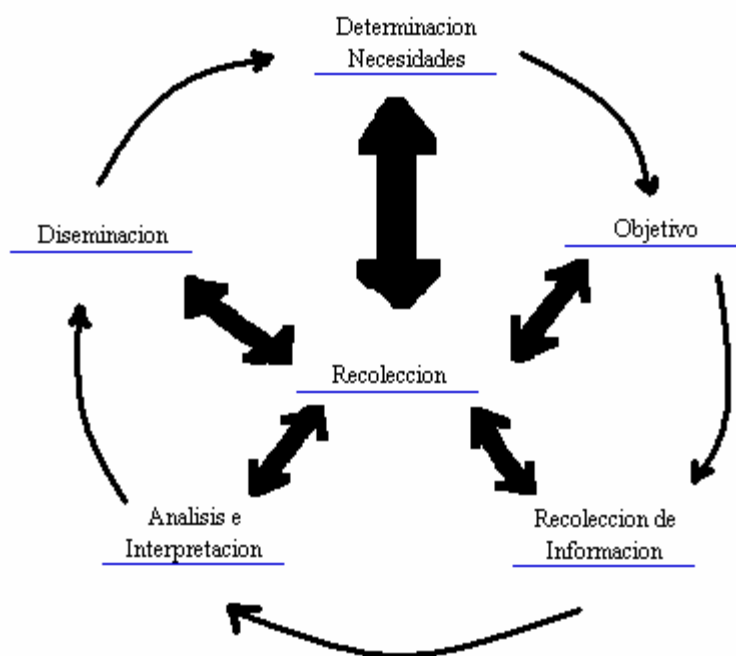 Determinacion
Necesidades
Diseminacion
Objetivo
Recoleccion
Analisis e
Interpretacion
Recoleccion de
Informacion